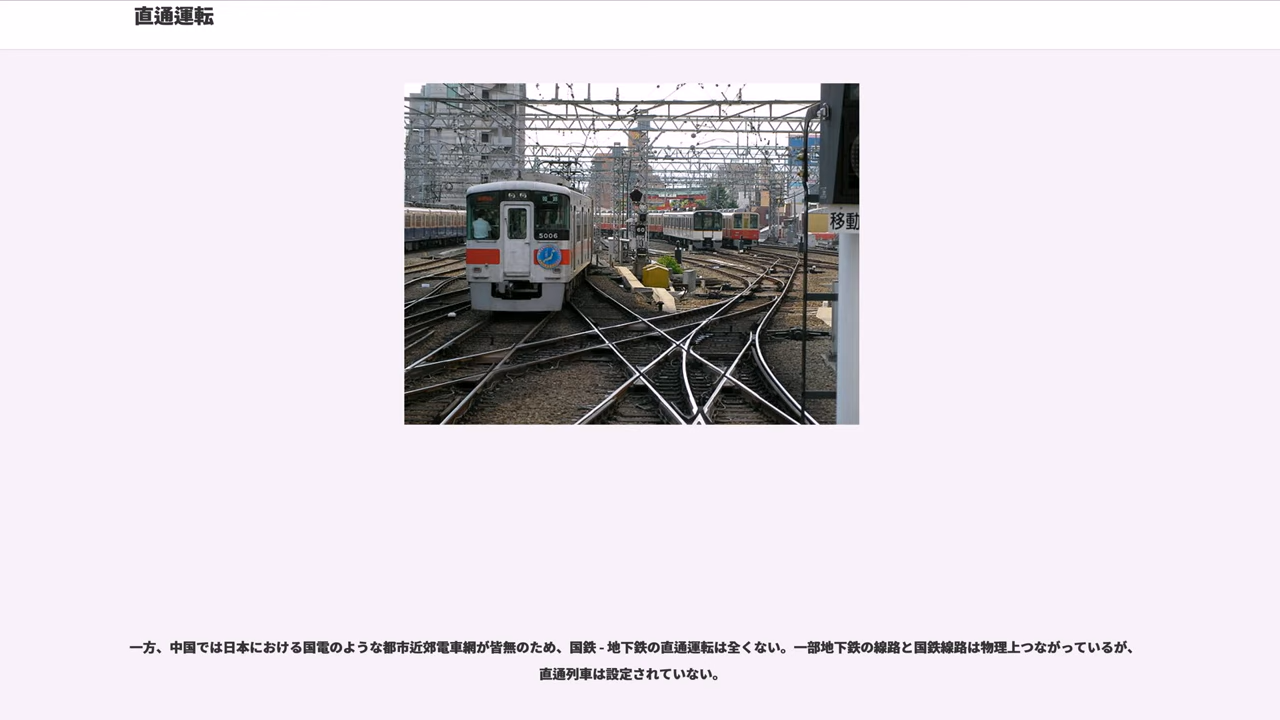 直通運転
5006
60
移動
一方、中国では日本における国電のような都市近郊電車網が皆無のため、国鉄 - 地下鉄の直通運転は全くない。一部地下鉄の線路と国鉄線路は物理上つながっているが、
直通列車は設定されていない。